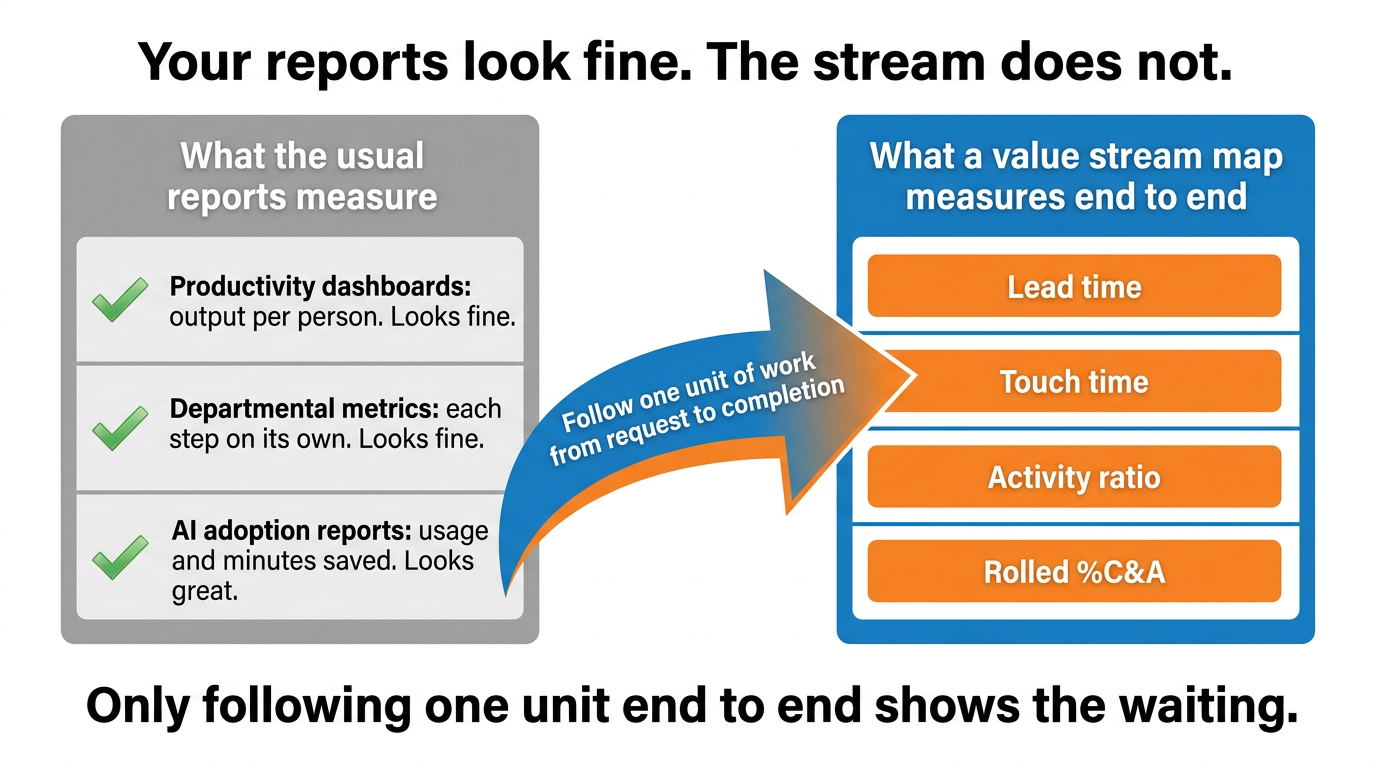 Your reports look fine. The stream does not.
What the usual
reports measure
Productivity dashboards:
output per person. Looks fine.
Departmental metrics: each
step on its own. Looks fine.
AI adoption reports: usage
and minutes saved. Looks
great.
Follow one unit of work
from request to completion
What a value stream map
measures end to end
Lead time
Touch time
Activity ratio
Rolled %C&A
Only following one unit end to end shows the waiting.